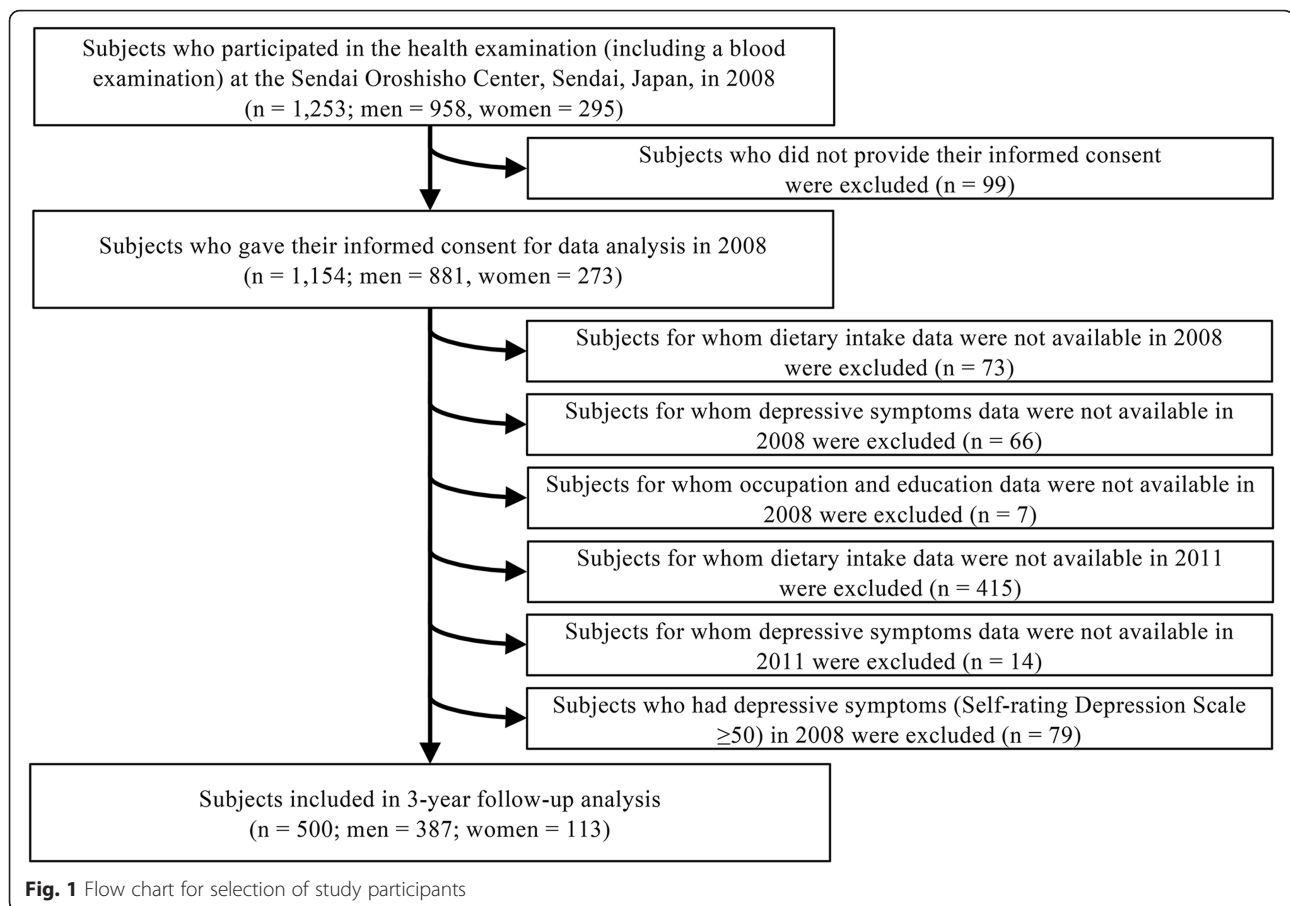 Subjects who participated in the health examination (including a blood
examination) at the Sendai Oroshisho Center, Sendai, Japan, in 2008
(n = 1,253; men = 958, women = 295)
Subjects who did not provide their informed consent
were excluded (n = 99)
Subjects who gave their informed consent for data analysis in 2008
(n = 1,154; men = 881, women = 273)
Subjects for whom dietary intake data were not available in 2008
were excluded (n = 73)
Subjects for whom depressive symptoms data were not available in
2008 were excluded (n = 66)
Subjects for whom occupation and education data were not available in
2008 were excluded (n = 7)
Subjects for whom dietary intake data were not available in 2011
were excluded (n = 415)
Subjects for whom depressive symptoms data were not available in
2011 were excluded (n = 14)
Subjects who had depressive symptoms (Self-rating Depression Scale
≥50) in 2008 were excluded (n = 79)
Subjects included in 3-year follow-up analysis
(n = 500; men = 387; women = 113)
Fig. 1 Flow chart for selection of study participants